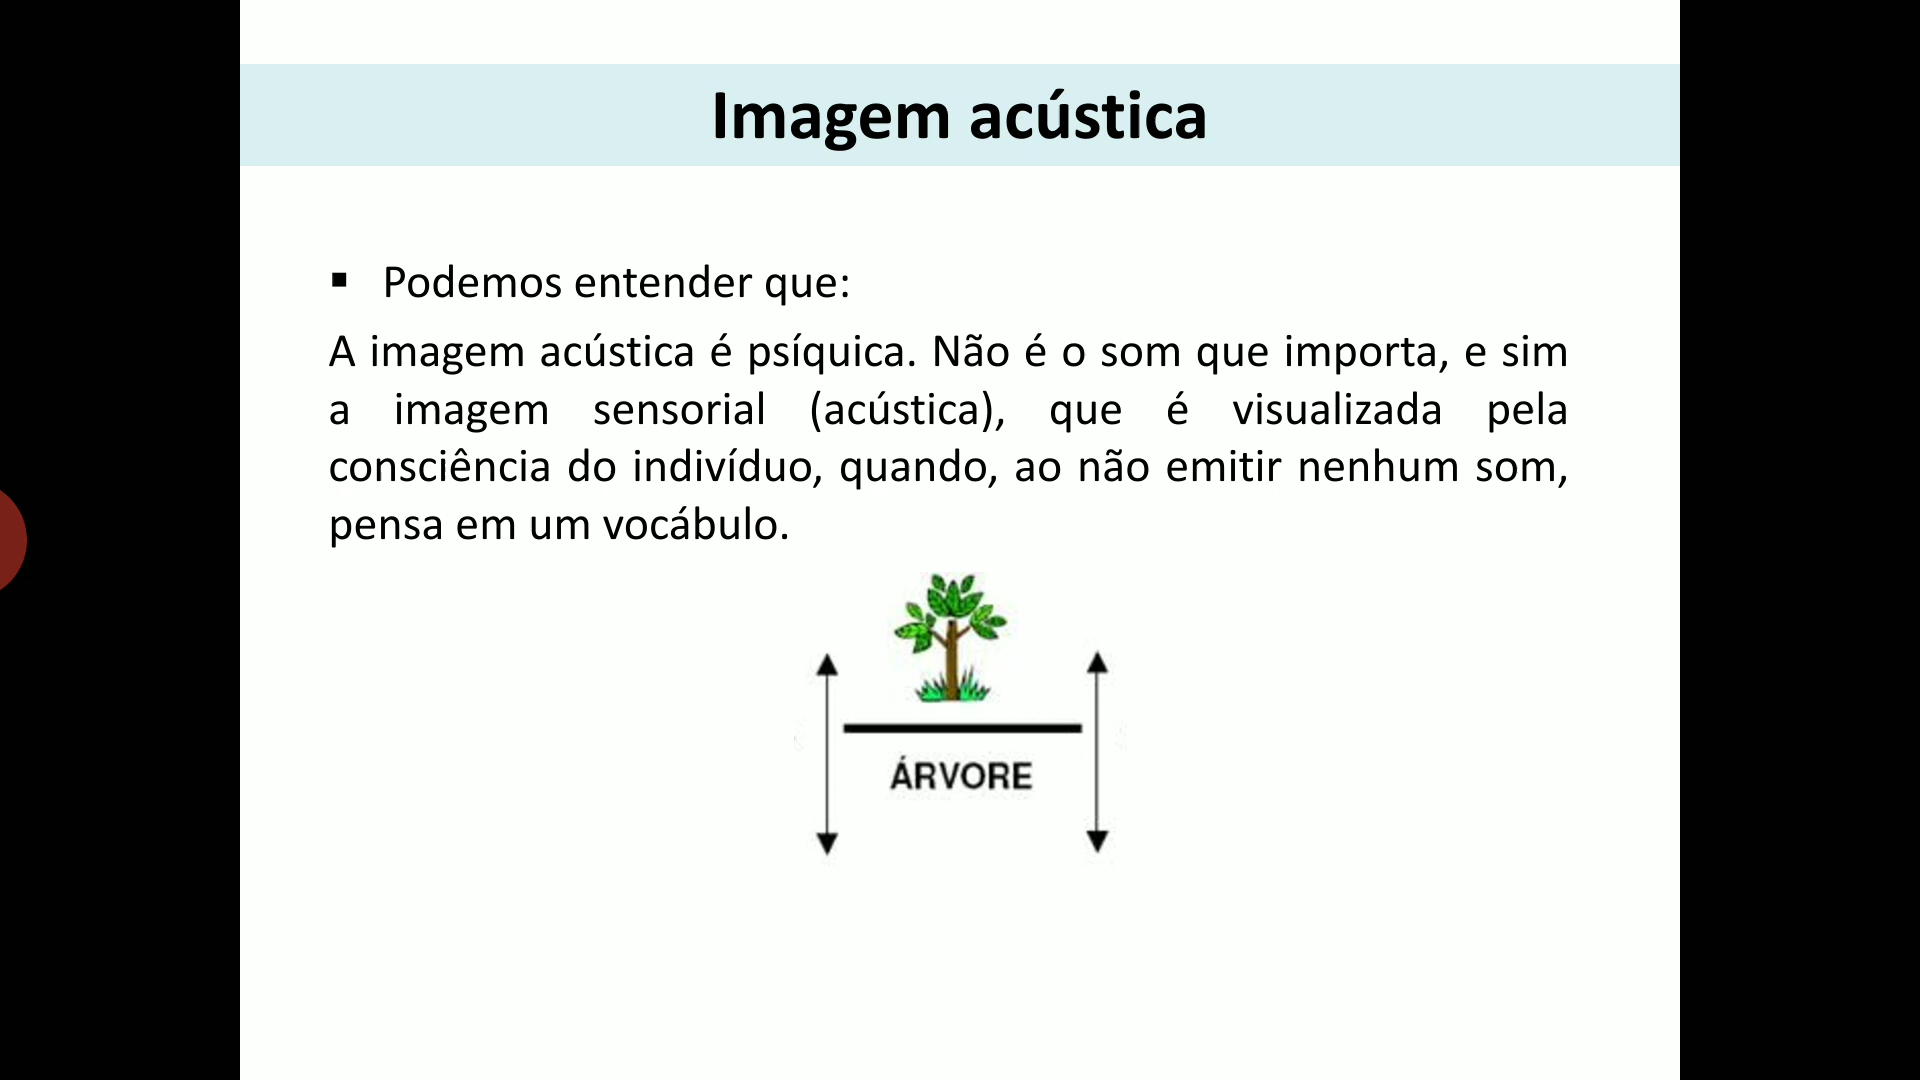 Imagem acústica
▪ Podemos entender que:
A imagem acústica é psíquica. Não é o som que importa, e sim
a imagem sensorial (acústica), que é visualizada pela
consciência do indivíduo, quando, ao não emitir nenhum som,
pensa em um vocábulo.
ÁRVORE